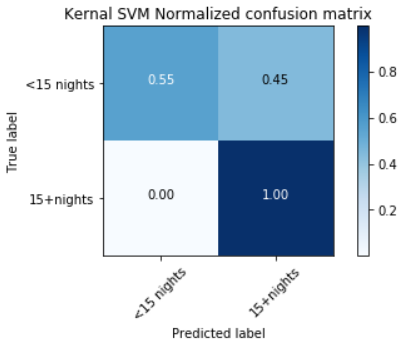 Kernal SVM Normalized confusion matrix
True label
<15 nights
0.55
0.45
15+nights
0.00
1.00
<15 nights
15+nights
Predicted label
0.8
0.6
0.4
0.2